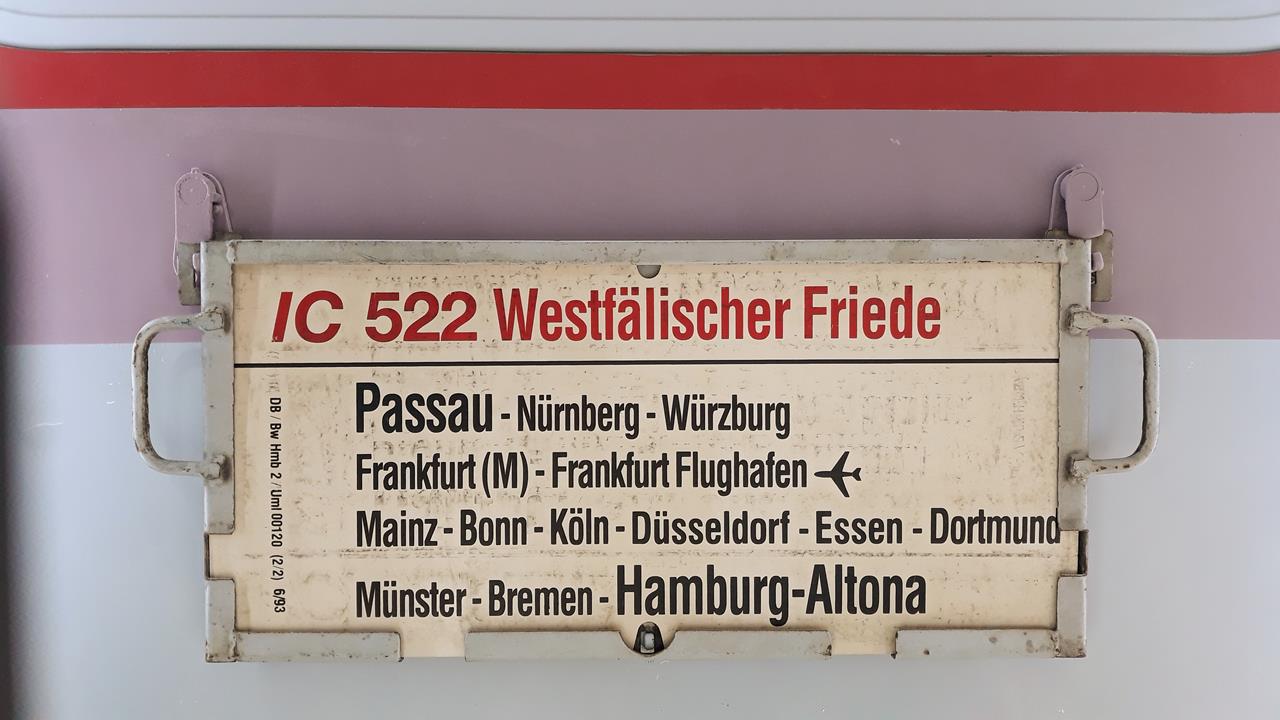 IC 522 Westfälischer Friede
Passau - Nürnberg - Würzburg
Frankfurt (M) - Frankfurt Flughafen
Mainz - Bonn - Köln - Düsseldorf - Essen - Dortmund
Münster - Bremen - Hamburg-Altona
DB / Bw Hmb 2 / Uml 00120 (2/2) 6/93